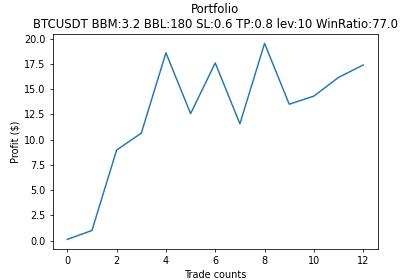 Portfolio
BTCUSDT BBM:3.2 BBL:180 SL:0.6 TP:0.8 lev:10 WinRatio:77.0
20.0
17.5
15.0
12.5
10.0
7.5
5.0
2.5
0.0
Profit ($)
0 2 4 6 8 10 12
Trade counts